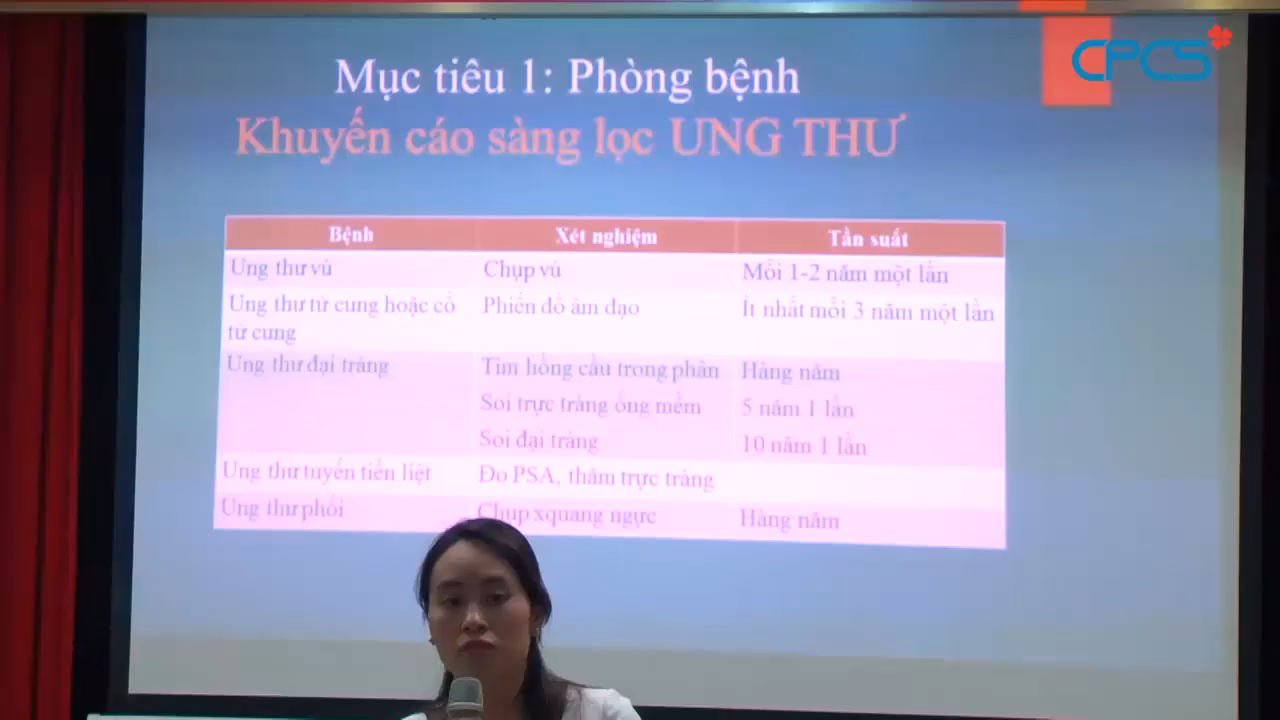 CPCS
Mục tiêu 1: Phòng bệnh
Khuyến cáo sàng lọc UNG THƯ
Bệnh Xét nghiệm Tần suất
Ung thư vú Chụp vú Mỗi 1-2 năm một lần
Ung thư tử cung hoặc cổ tử cung Phiến đồ âm đạo Ít nhất mỗi 3 năm một lần
Ung thư đại tràng Tìm hồng cầu trong phân Hàng năm
Soi trực tràng ống mềm 5 năm 1 lần
Soi đại tràng 10 năm 1 lần
Ung thư tuyến tiền liệt Đo PSA, thăm trực tràng
Ung thư phổi Chụp xquang ngực Hàng năm